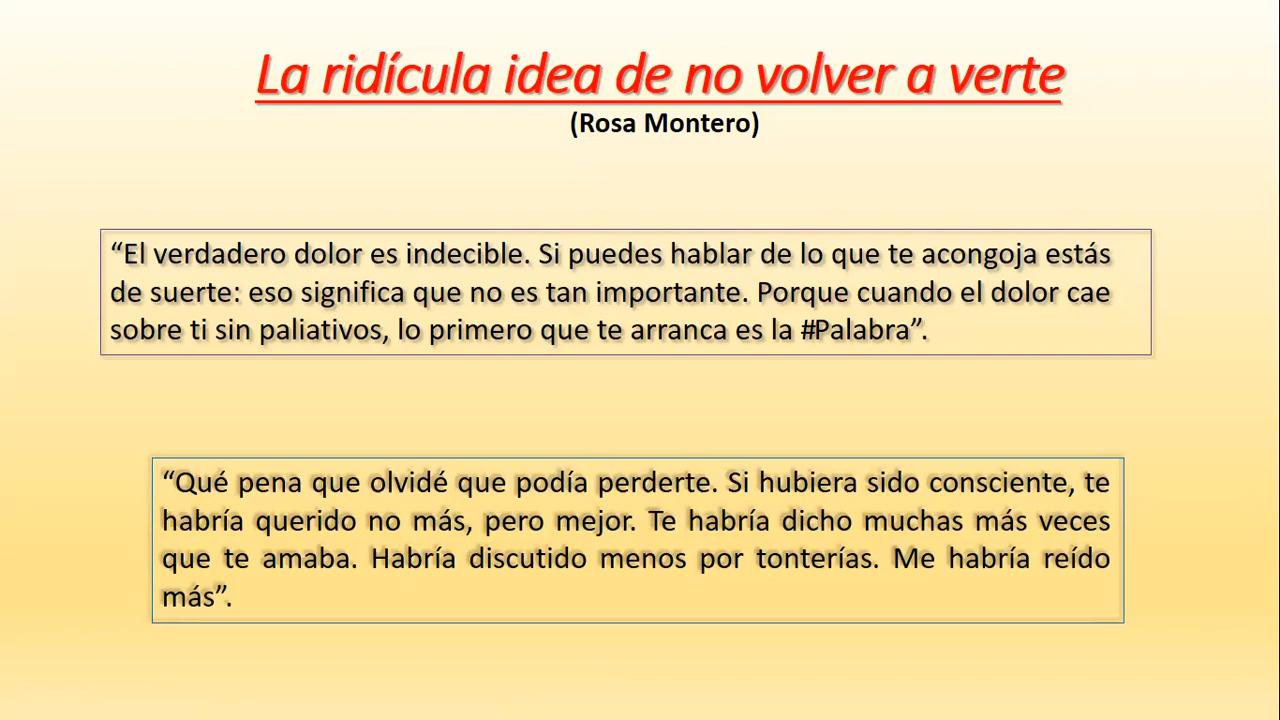 La ridícula idea de no volver a verte
(Rosa Montero)
“El verdadero dolor es indecible. Si puedes hablar de lo que te acongoja estás
de suerte: eso significa que no es tan importante. Porque cuando el dolor cae
sobre ti sin paliativos, lo primero que te arranca es la #Palabra”.
“Qué pena que olvidé que podía perderte. Si hubiera sido consciente, te
habría querido no más, pero mejor. Te habría dicho muchas más veces
que te amaba. Habría discutido menos por tonterías. Me habría reído
más”.